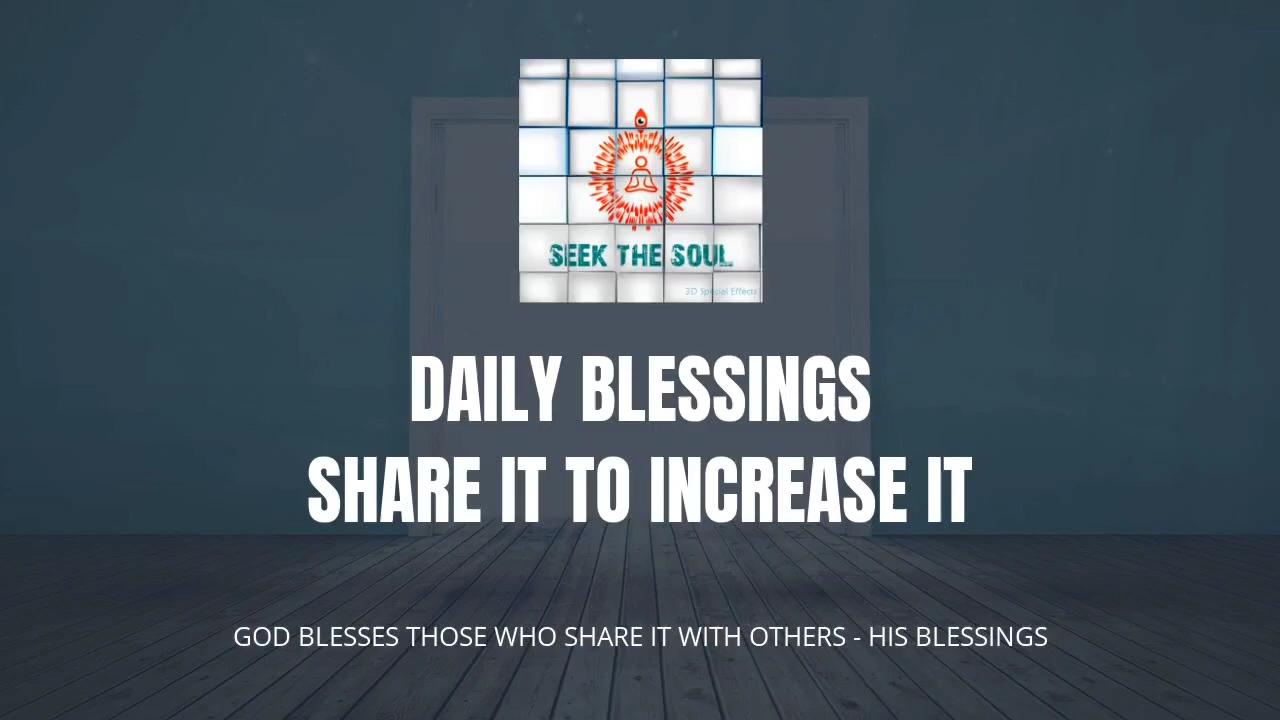 SEEK THE SOUL
3D Special Effects
DAILY BLESSINGS
SHARE IT TO INCREASE IT
GOD BLESSES THOSE WHO SHARE IT WITH OTHERS - HIS BLESSINGS